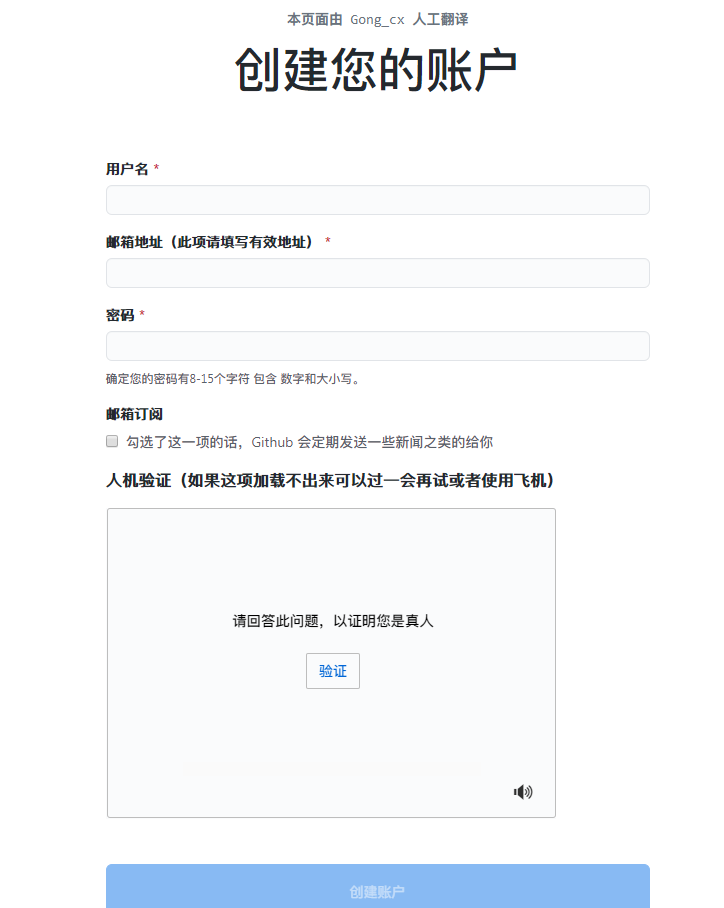 本页面由 Gong_cx 人工翻译
创建您的账户
用户名 *
邮箱地址（此项请填写有效地址） *
密码 *
确定您的密码有8-15个字符 包含 数字和大小写。
邮箱订阅
勾选了这一项的话，Github 会定期发送一些新闻之类的给你
人机验证（如果这项加载不出来可以过一会再试或者使用飞机）
请回答此问题，以证明您是真人
验证
创建账户